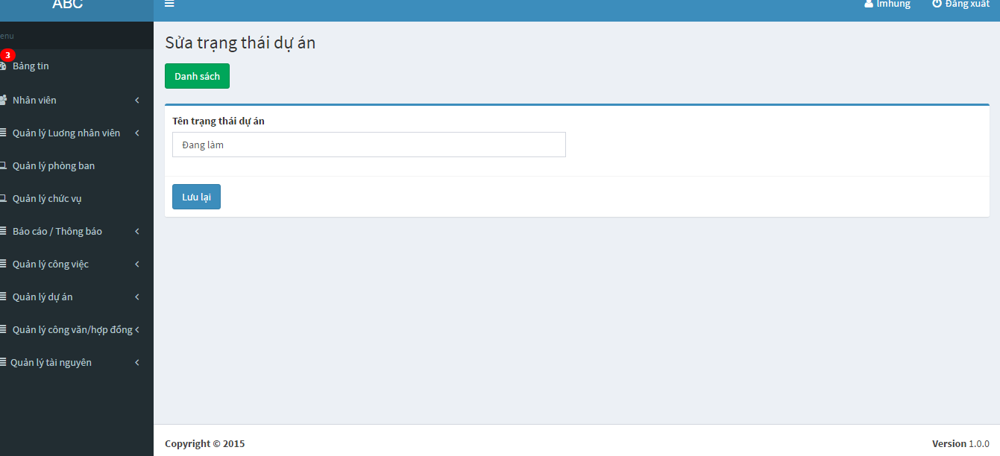 ABC
lmhung
Đăng xuất
enu
3
Bảng tin
Nhân viên
Quản lý Lương nhân viên
Quản lý phòng ban
Quản lý chức vụ
Báo cáo / Thông báo
Quản lý công việc
Quản lý dự án
Quản lý công văn/hợp đồng
Quản lý tài nguyên
Sửa trạng thái dự án
Danh sách
Tên trạng thái dự án
Đang làm
Lưu lại
Copyright © 2015
Version 1.0.0